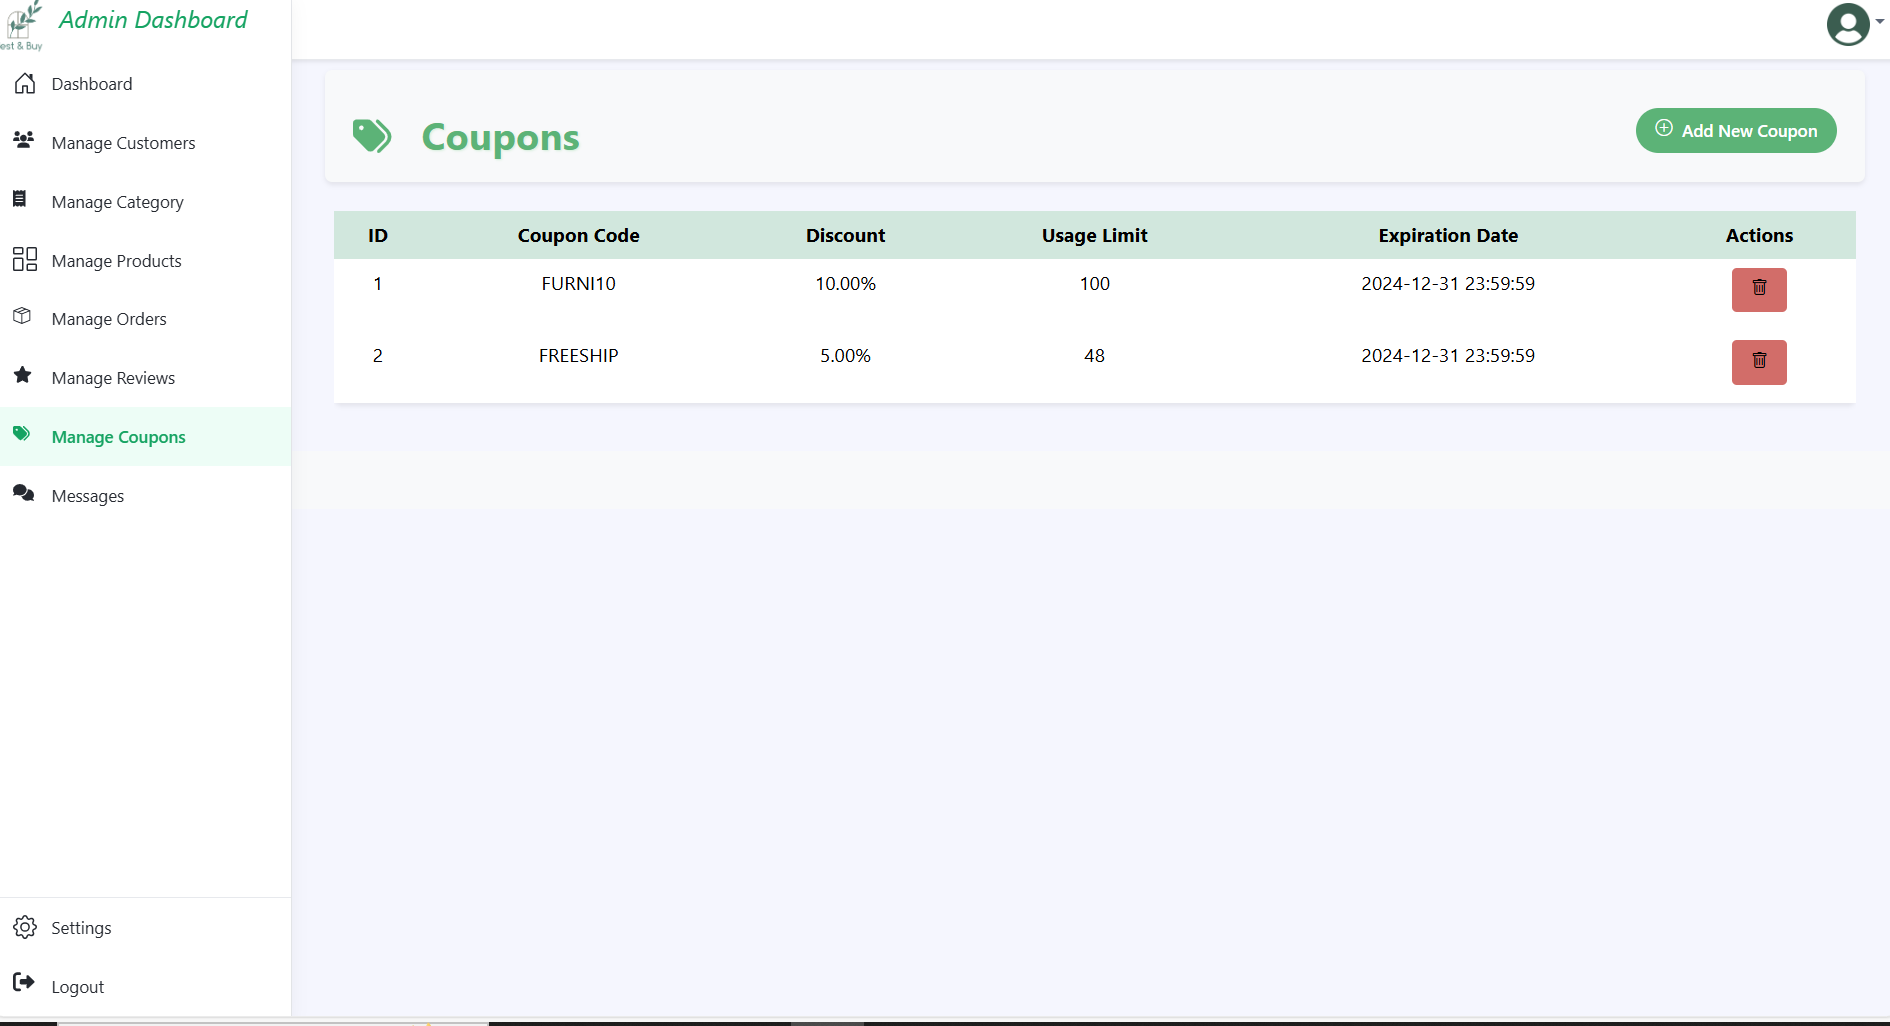 Admin Dashboard
est & Buy
Dashboard
Manage Customers
Manage Category
Manage Products
Manage Orders
Manage Reviews
Manage Coupons
Messages
Settings
Logout
Coupons
Add New Coupon
ID Coupon Code Discount Usage Limit Expiration Date Actions
1 FURNI10 10.00% 100 2024-12-31 23:59:59
2 FREESHIP 5.00% 48 2024-12-31 23:59:59